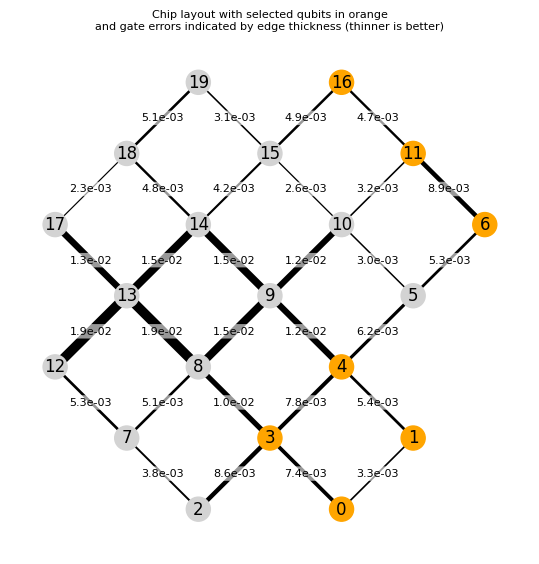 Chip layout with selected qubits in orange
and gate errors indicated by edge thickness (thinner is better)
19 16
5.1e-03 3.1e-03 4.9e-03 4.7e-03
18 15 11
2.3e-03 4.8e-03 4.2e-03 2.6e-03 3.2e-03 8.9e-03
17 14 10 6
1.3e-02 1.5e-02 1.5e-02 1.2e-02 3.0e-03 5.3e-03
13 9 5
1.9e-02 1.9e-02 1.5e-02 1.2e-02 6.2e-03
12 8 4
5.3e-03 5.1e-03 1.0e-02 7.8e-03 5.4e-03
7 3 1
3.8e-03 8.6e-03 7.4e-03 3.3e-03
2 0